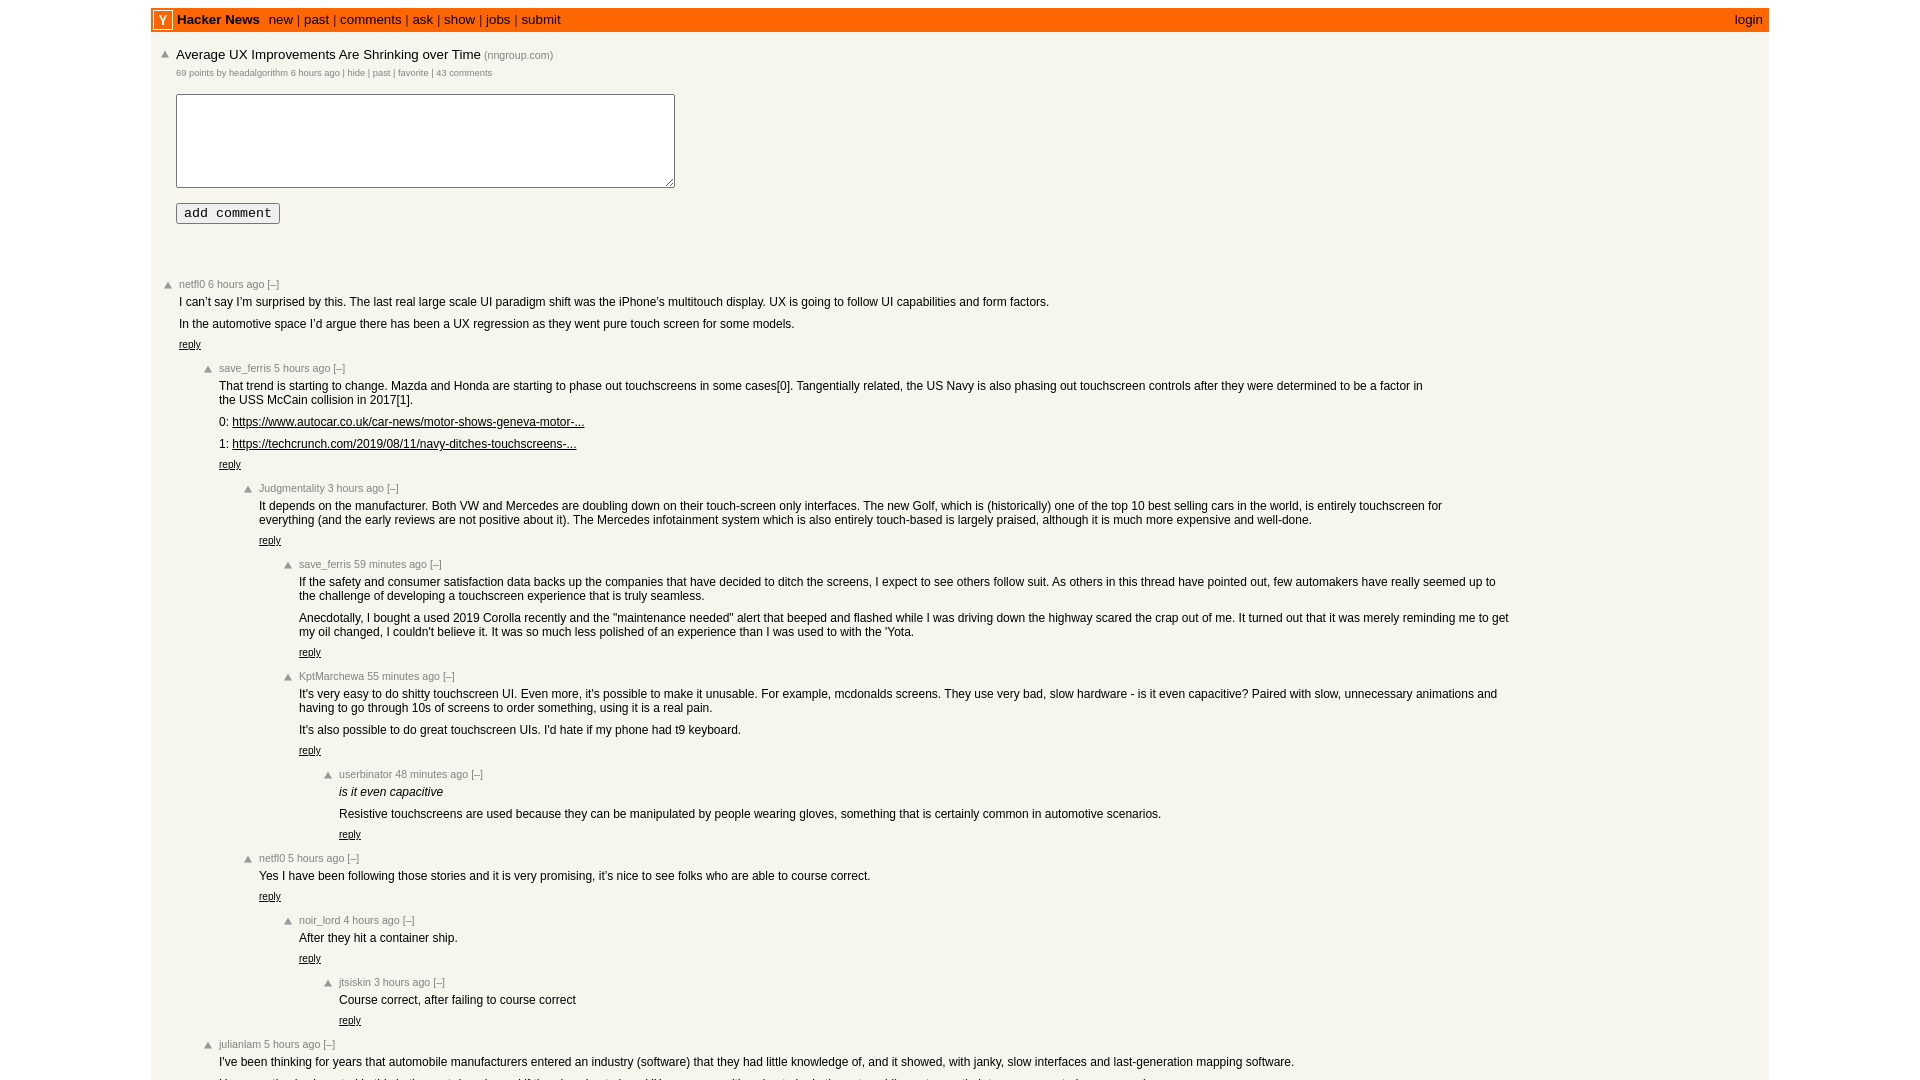 Y Hacker News new | past | comments | ask | show | jobs | submit login
Average UX Improvements Are Shrinking over Time (nngroup.com)
69 points by headalgorithm 6 hours ago | hide | past | favorite | 43 comments
add comment
netfl0 6 hours ago [–]
I can’t say I’m surprised by this. The last real large scale UI paradigm shift was the iPhone’s multitouch display. UX is going to follow UI capabilities and form factors.
In the automotive space I’d argue there has been a UX regression as they went pure touch screen for some models.
reply
save_ferris 5 hours ago [–]
That trend is starting to change. Mazda and Honda are starting to phase out touchscreens in some cases[0]. Tangentially related, the US Navy is also phasing out touchscreen controls after they were determined to be a factor in
the USS McCain collision in 2017[1].
0: https://www.autocar.co.uk/car-news/motor-shows-geneva-motor-...
1: https://techcrunch.com/2019/08/11/navy-ditches-touchscreens-...
reply
Judgmentality 3 hours ago [–]
It depends on the manufacturer. Both VW and Mercedes are doubling down on their touch-screen only interfaces. The new Golf, which is (historically) one of the top 10 best selling cars in the world, is entirely touchscreen for
everything (and the early reviews are not positive about it). The Mercedes infotainment system which is also entirely touch-based is largely praised, although it is much more expensive and well-done.
reply
save_ferris 59 minutes ago [–]
If the safety and consumer satisfaction data backs up the companies that have decided to ditch the screens, I expect to see others follow suit. As others in this thread have pointed out, few automakers have really seemed up to
the challenge of developing a touchscreen experience that is truly seamless.
Anecdotally, I bought a used 2019 Corolla recently and the "maintenance needed" alert that beeped and flashed while I was driving down the highway scared the crap out of me. It turned out that it was merely reminding me to get
my oil changed, I couldn't believe it. It was so much less polished of an experience than I was used to with the 'Yota.
reply
KptMarchewa 55 minutes ago [–]
It's very easy to do shitty touchscreen UI. Even more, it's possible to make it unusable. For example, mcdonalds screens. They use very bad, slow hardware - is it even capacitive? Paired with slow, unnecessary animations and
having to go through 10s of screens to order something, using it is a real pain.
It's also possible to do great touchscreen UIs. I'd hate if my phone had t9 keyboard.
reply
userbinator 48 minutes ago [–]
is it even capacitive
Resistive touchscreens are used because they can be manipulated by people wearing gloves, something that is certainly common in automotive scenarios.
reply
netfl0 5 hours ago [–]
Yes I have been following those stories and it is very promising, it’s nice to see folks who are able to course correct.
reply
noir_lord 4 hours ago [–]
After they hit a container ship.
reply
jtsiskin 3 hours ago [–]
Course correct, after failing to course correct
reply
julianlam 5 hours ago [–]
I've been thinking for years that automobile manufacturers entered an industry (software) that they had little knowledge of, and it showed, with janky, slow interfaces and last-generation mapping software.